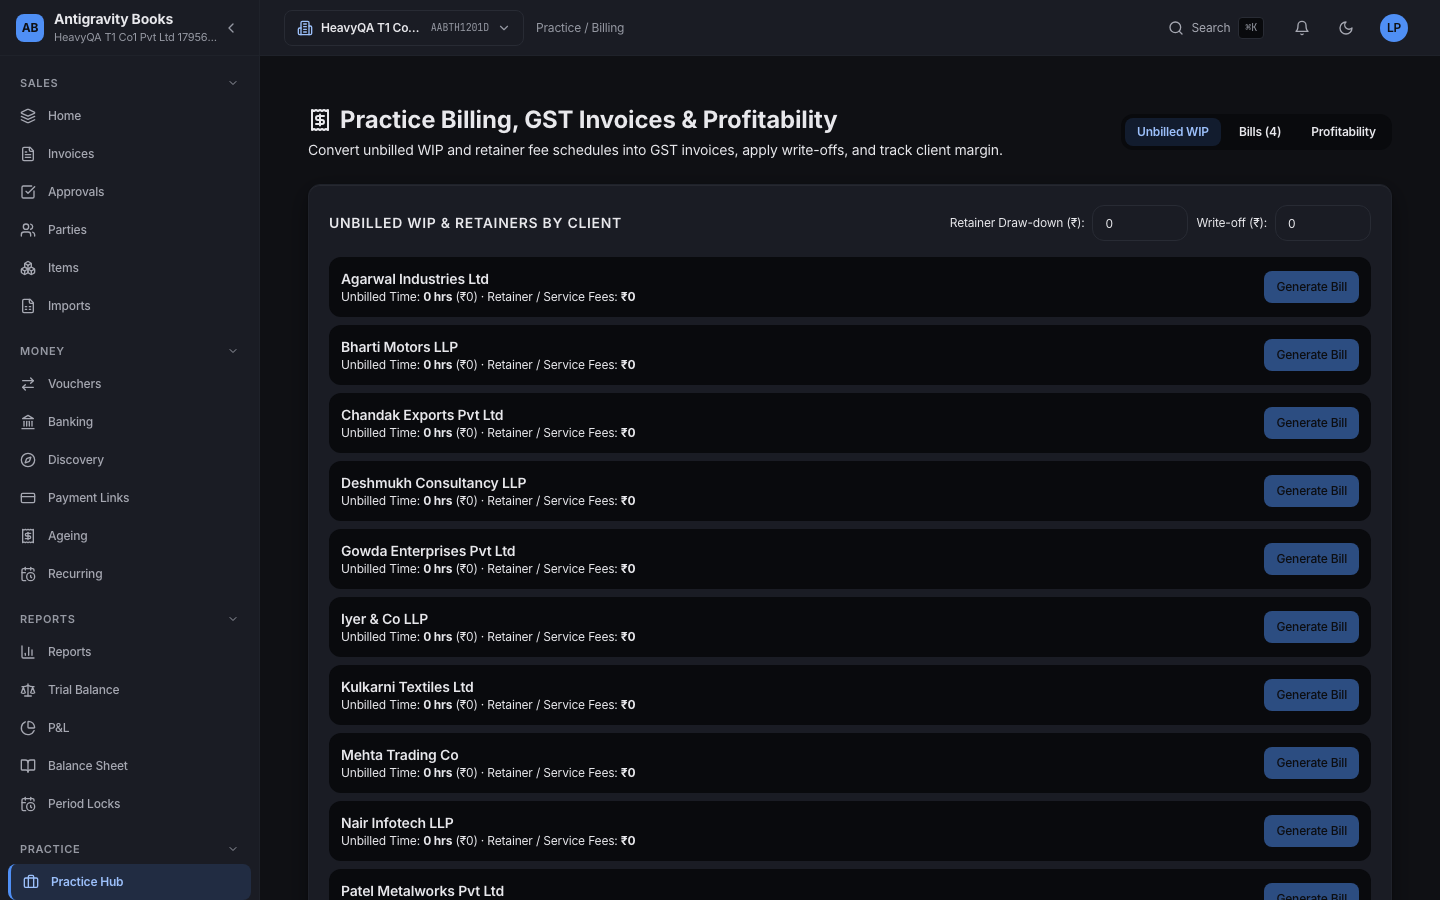 AB
Antigravity Books
HeavyQA T1 Co1 Pvt Ltd 17956...
HeavyQA T1 Co...
AABTH1201D
Practice / Billing
Search
⌘K
LP
SALES
Home
Invoices
Approvals
Parties
Items
Imports
MONEY
Vouchers
Banking
Discovery
Payment Links
Ageing
Recurring
REPORTS
Reports
Trial Balance
P&L
Balance Sheet
Period Locks
PRACTICE
Practice Hub
Practice Billing, GST Invoices & Profitability
Convert unbilled WIP and retainer fee schedules into GST invoices, apply write-offs, and track client margin.
Unbilled WIP
Bills (4)
Profitability
UNBILLED WIP & RETAINERS BY CLIENT
Retainer Draw-down (₹):
0
Write-off (₹):
0
Agarwal Industries Ltd
Unbilled Time: 0 hrs (₹0) · Retainer / Service Fees: ₹0
Generate Bill
Bharti Motors LLP
Unbilled Time: 0 hrs (₹0) · Retainer / Service Fees: ₹0
Generate Bill
Chandak Exports Pvt Ltd
Unbilled Time: 0 hrs (₹0) · Retainer / Service Fees: ₹0
Generate Bill
Deshmukh Consultancy LLP
Unbilled Time: 0 hrs (₹0) · Retainer / Service Fees: ₹0
Generate Bill
Gowda Enterprises Pvt Ltd
Unbilled Time: 0 hrs (₹0) · Retainer / Service Fees: ₹0
Generate Bill
Iyer & Co LLP
Unbilled Time: 0 hrs (₹0) · Retainer / Service Fees: ₹0
Generate Bill
Kulkarni Textiles Ltd
Unbilled Time: 0 hrs (₹0) · Retainer / Service Fees: ₹0
Generate Bill
Mehta Trading Co
Unbilled Time: 0 hrs (₹0) · Retainer / Service Fees: ₹0
Generate Bill
Nair Infotech LLP
Unbilled Time: 0 hrs (₹0) · Retainer / Service Fees: ₹0
Generate Bill
Patel Metalworks Pvt Ltd
Generate Bill